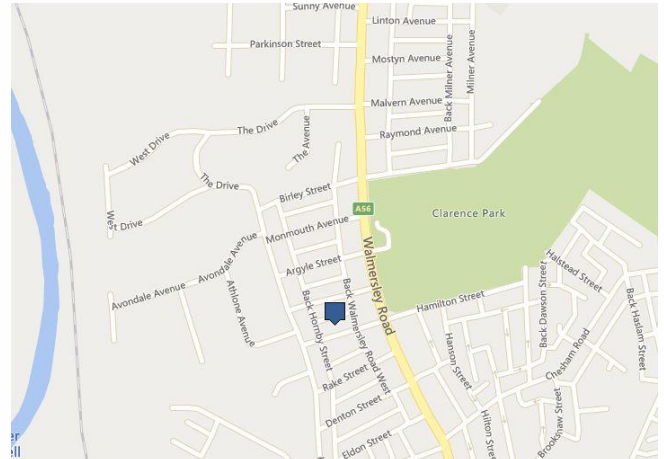 Sunny Avenue
Linton Avenue
Parkinson Street
Mostyn Avenue
Back Milner Avenue
Milner Avenue
Malvern Avenue
The Drive
Raymond Avenue
West Drive
The Avenue
The Drive
Birley Street
A56
Clarence Park
West Drive
Monmouth Avenue
Walmersley Road
Avondale Avenue
Argyle Street
Halstead Street
Avondale Avenue
Athlone Avenue
Back Hornby Street
Back Walmersley Road West
Hamilton Street
Back Dawson Street
Back Haslam Street
Hanson Street
Chesham Road
Rake Street
Denton Street
Hilton Street
Brookshaw Street
Eldon Street
er
ell